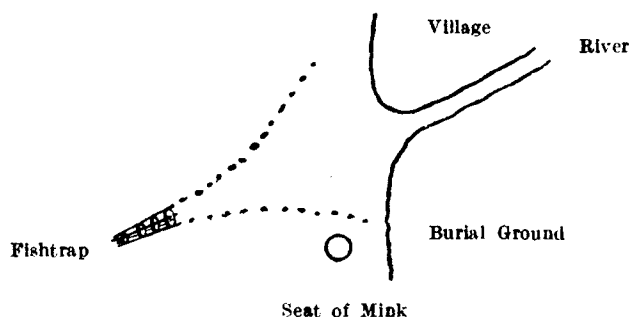 Village
River
Fishtrap
Burial Ground
Seat of Mink